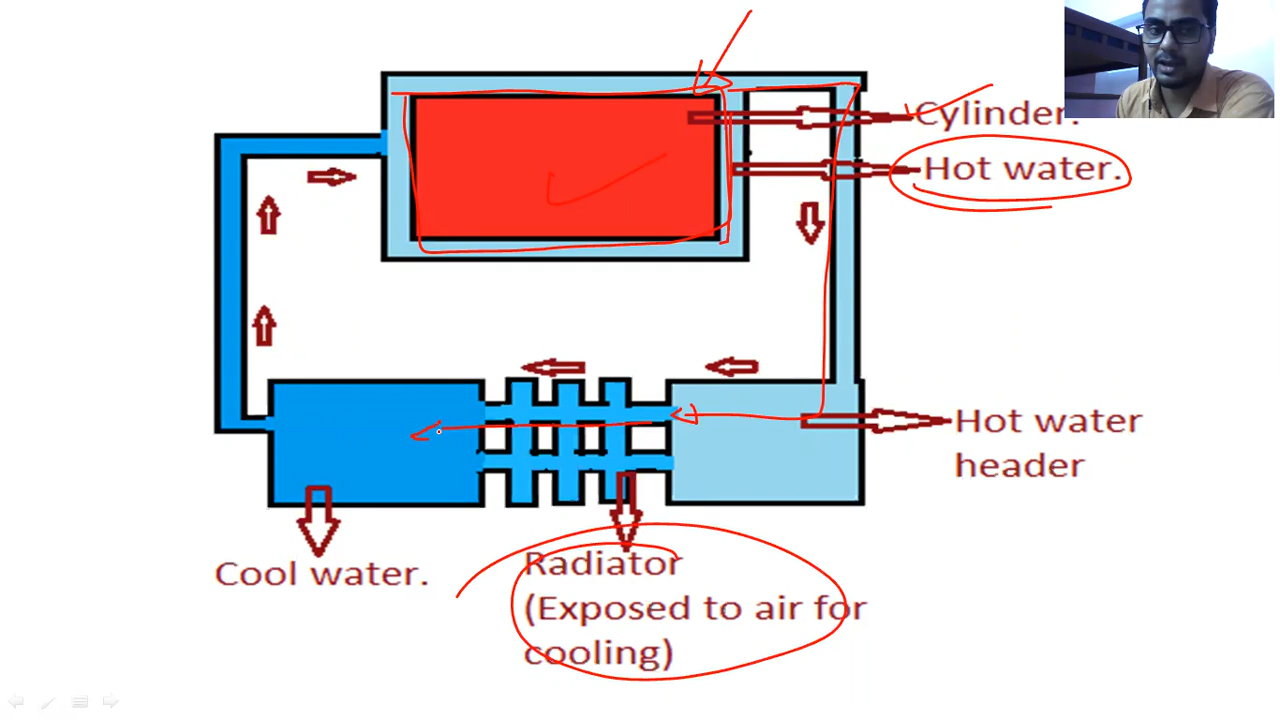 Cylinder.
Hot water.
Hot water
header
Cool water.
Radiator
(Exposed to air for
cooling)